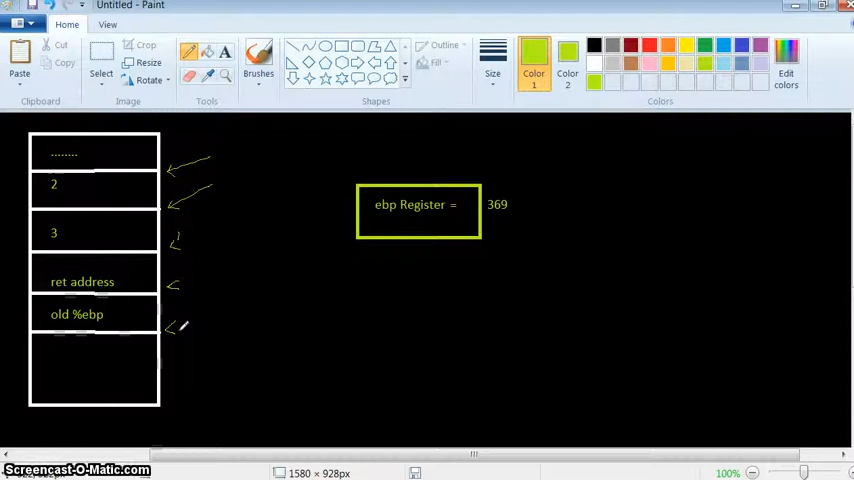 Untitled - Paint
Home
View
Paste
Cut
Copy
Clipboard
Select
Crop
Resize
Rotate
Image
A
Tools
Brushes
Outline
Fill
Shapes
Size
Color
1
Color
2
Edit
colors
Colors
........
2
3
ret address
old %ebp
ebp Register =
369
Screencast-O-Matic.com
1580 × 928px
100%